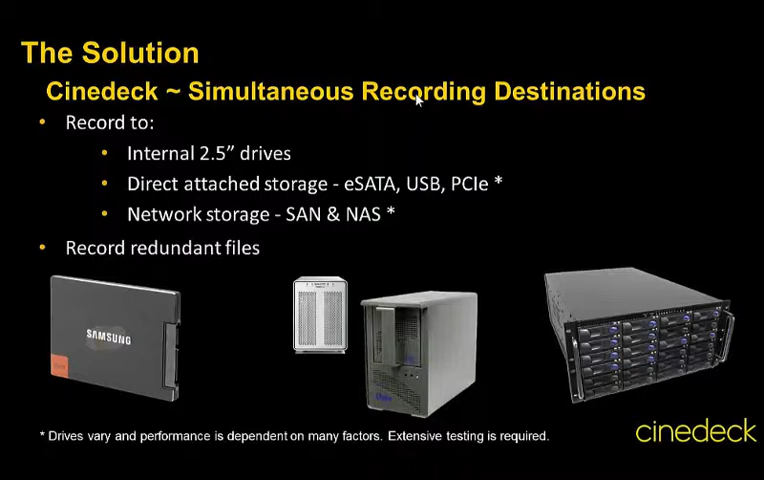 The Solution
Cinedeck ~ Simultaneous Recording Destinations
• Record to:
• Internal 2.5” drives
• Direct attached storage - eSATA, USB, PCIe *
• Network storage - SAN & NAS *
• Record redundant files
SAMSUNG
* Drives vary and performance is dependent on many factors. Extensive testing is required.
cinedeck